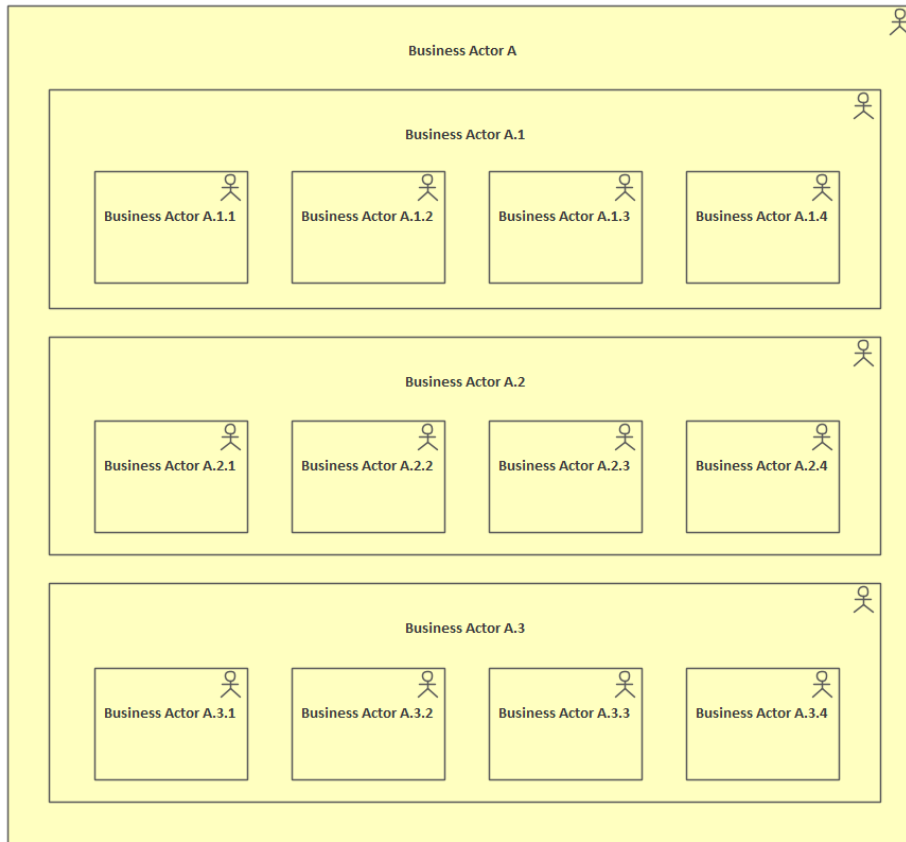 Business Actor A
Business Actor A.1
Business Actor A.1.1
Business Actor A.1.2
Business Actor A.1.3
Business Actor A.1.4
Business Actor A.2
Business Actor A.2.1
Business Actor A.2.2
Business Actor A.2.3
Business Actor A.2.4
Business Actor A.3
Business Actor A.3.1
Business Actor A.3.2
Business Actor A.3.3
Business Actor A.3.4